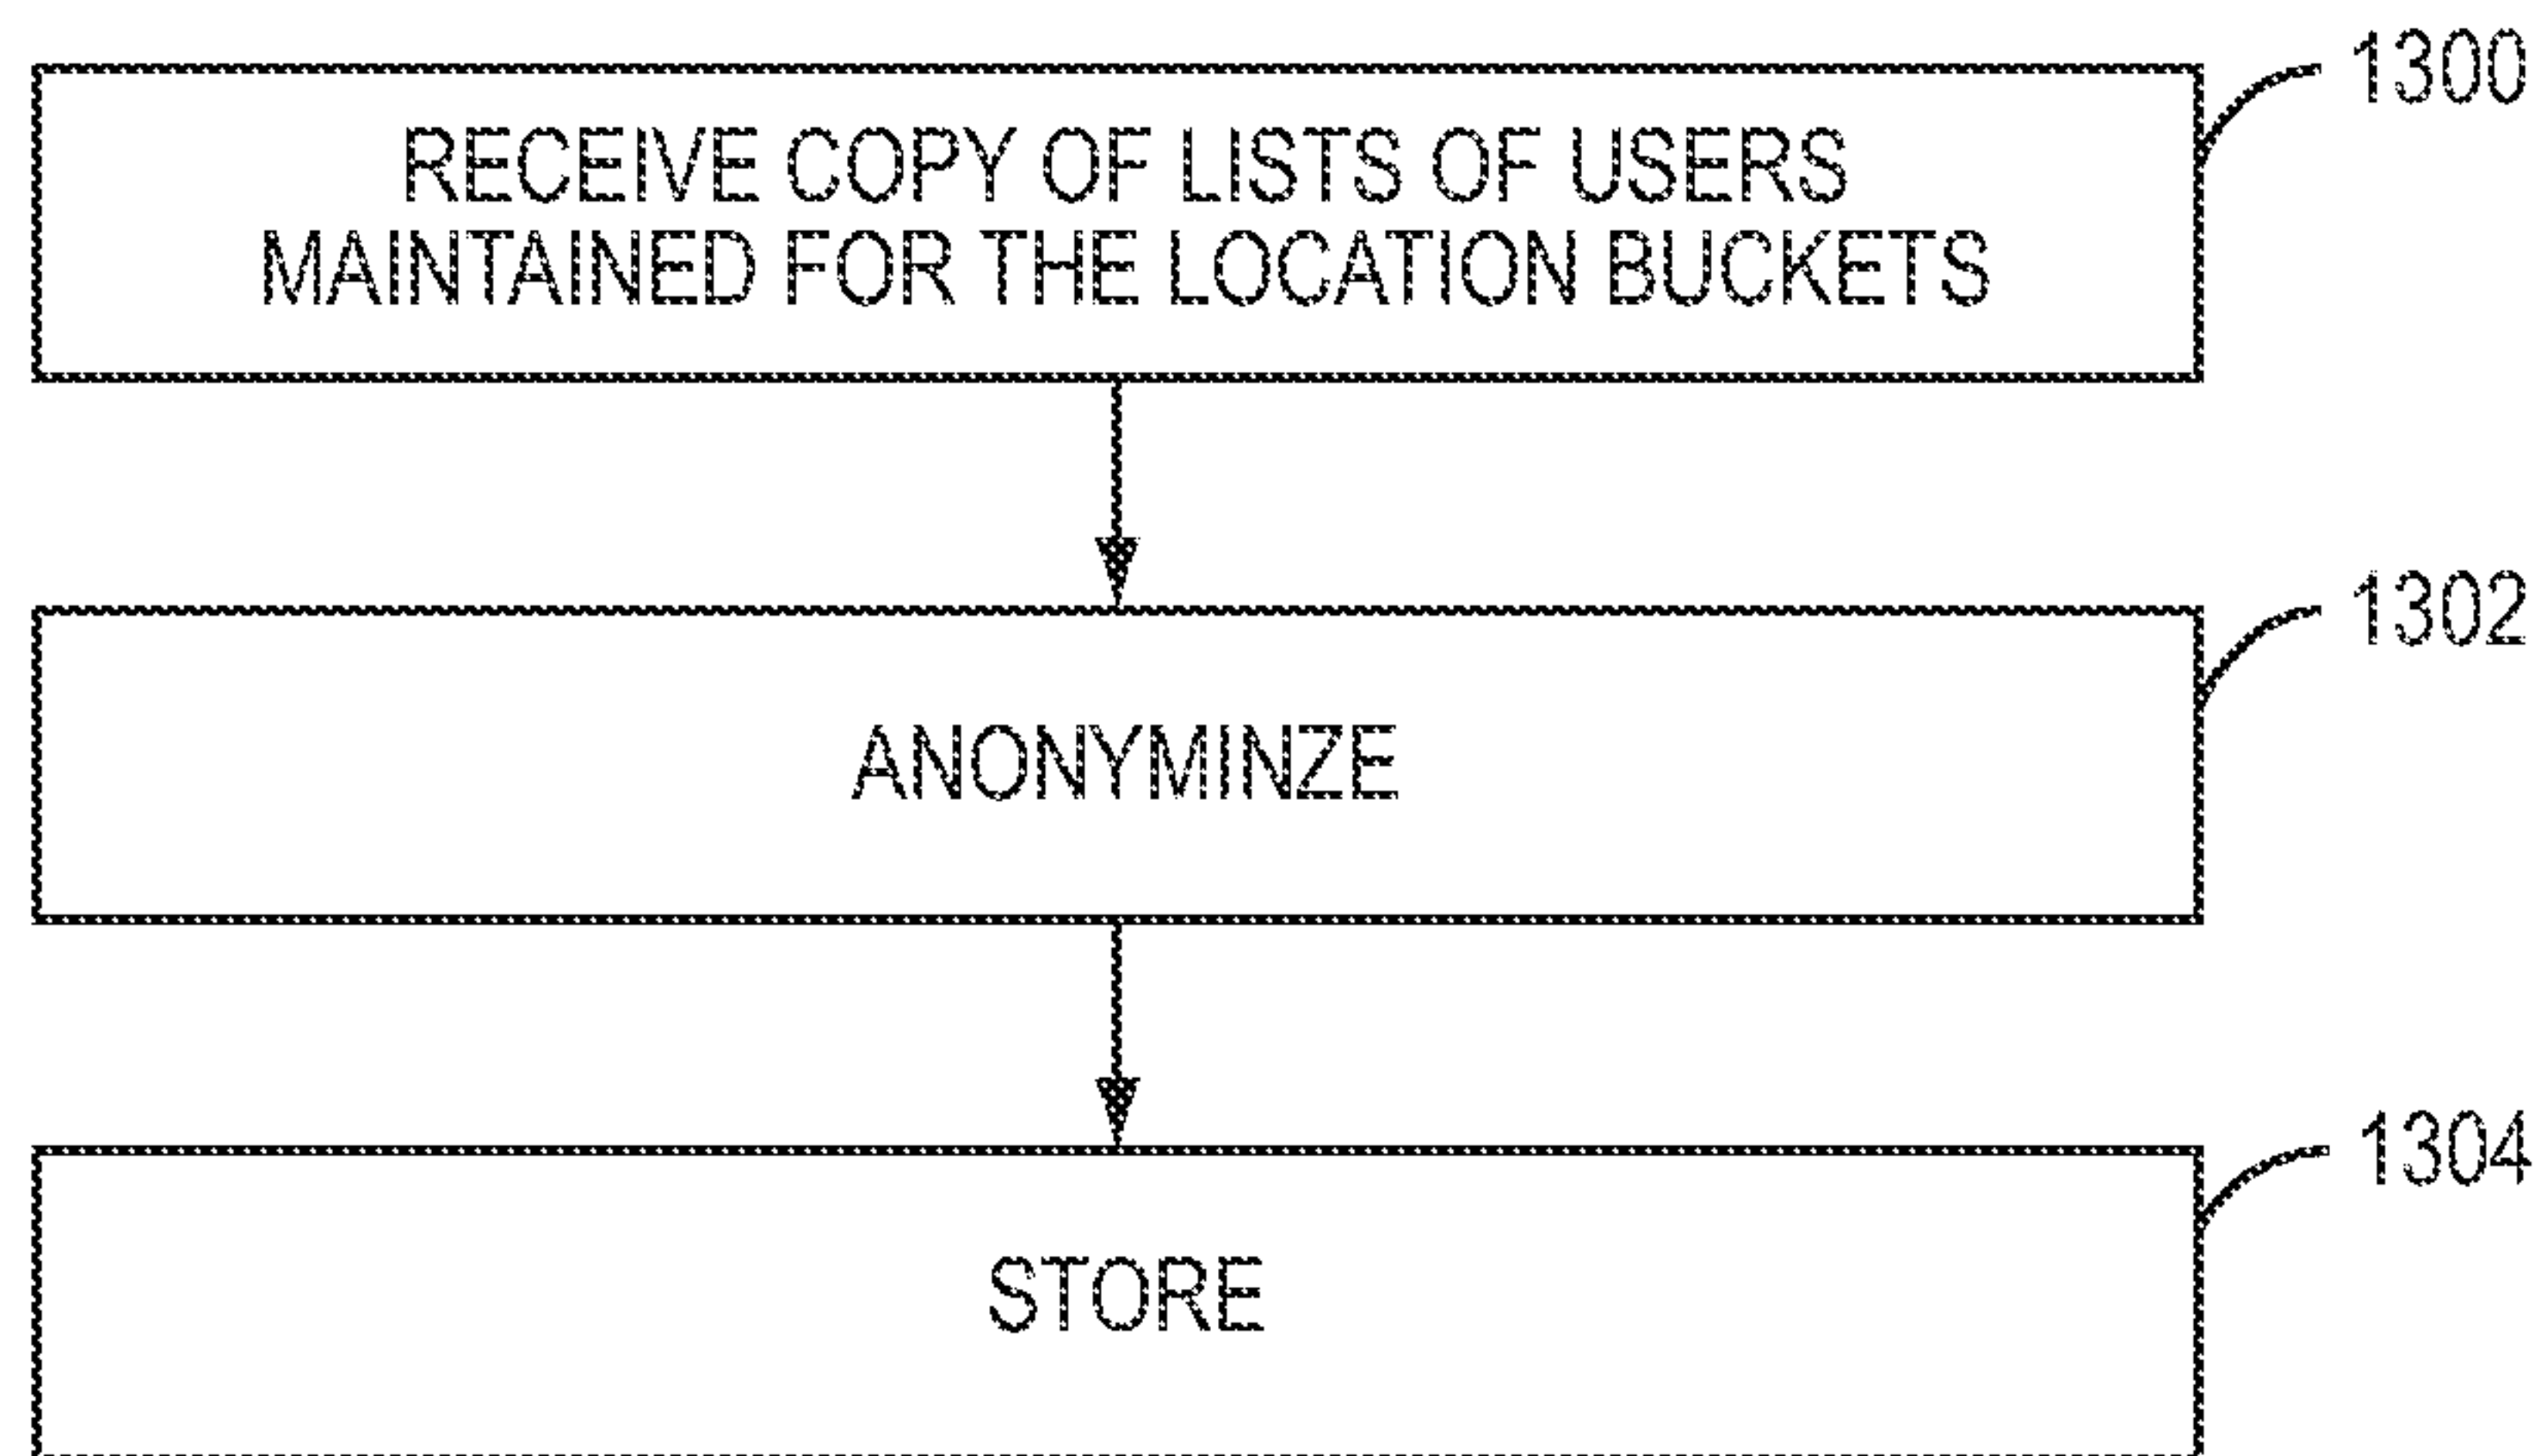 1300
RECEIVE COPY OF LISTS OF USERS
MAINTAINED FOR THE LOCATION BUCKETS
1302
ANONYMINZE
1304
STORE